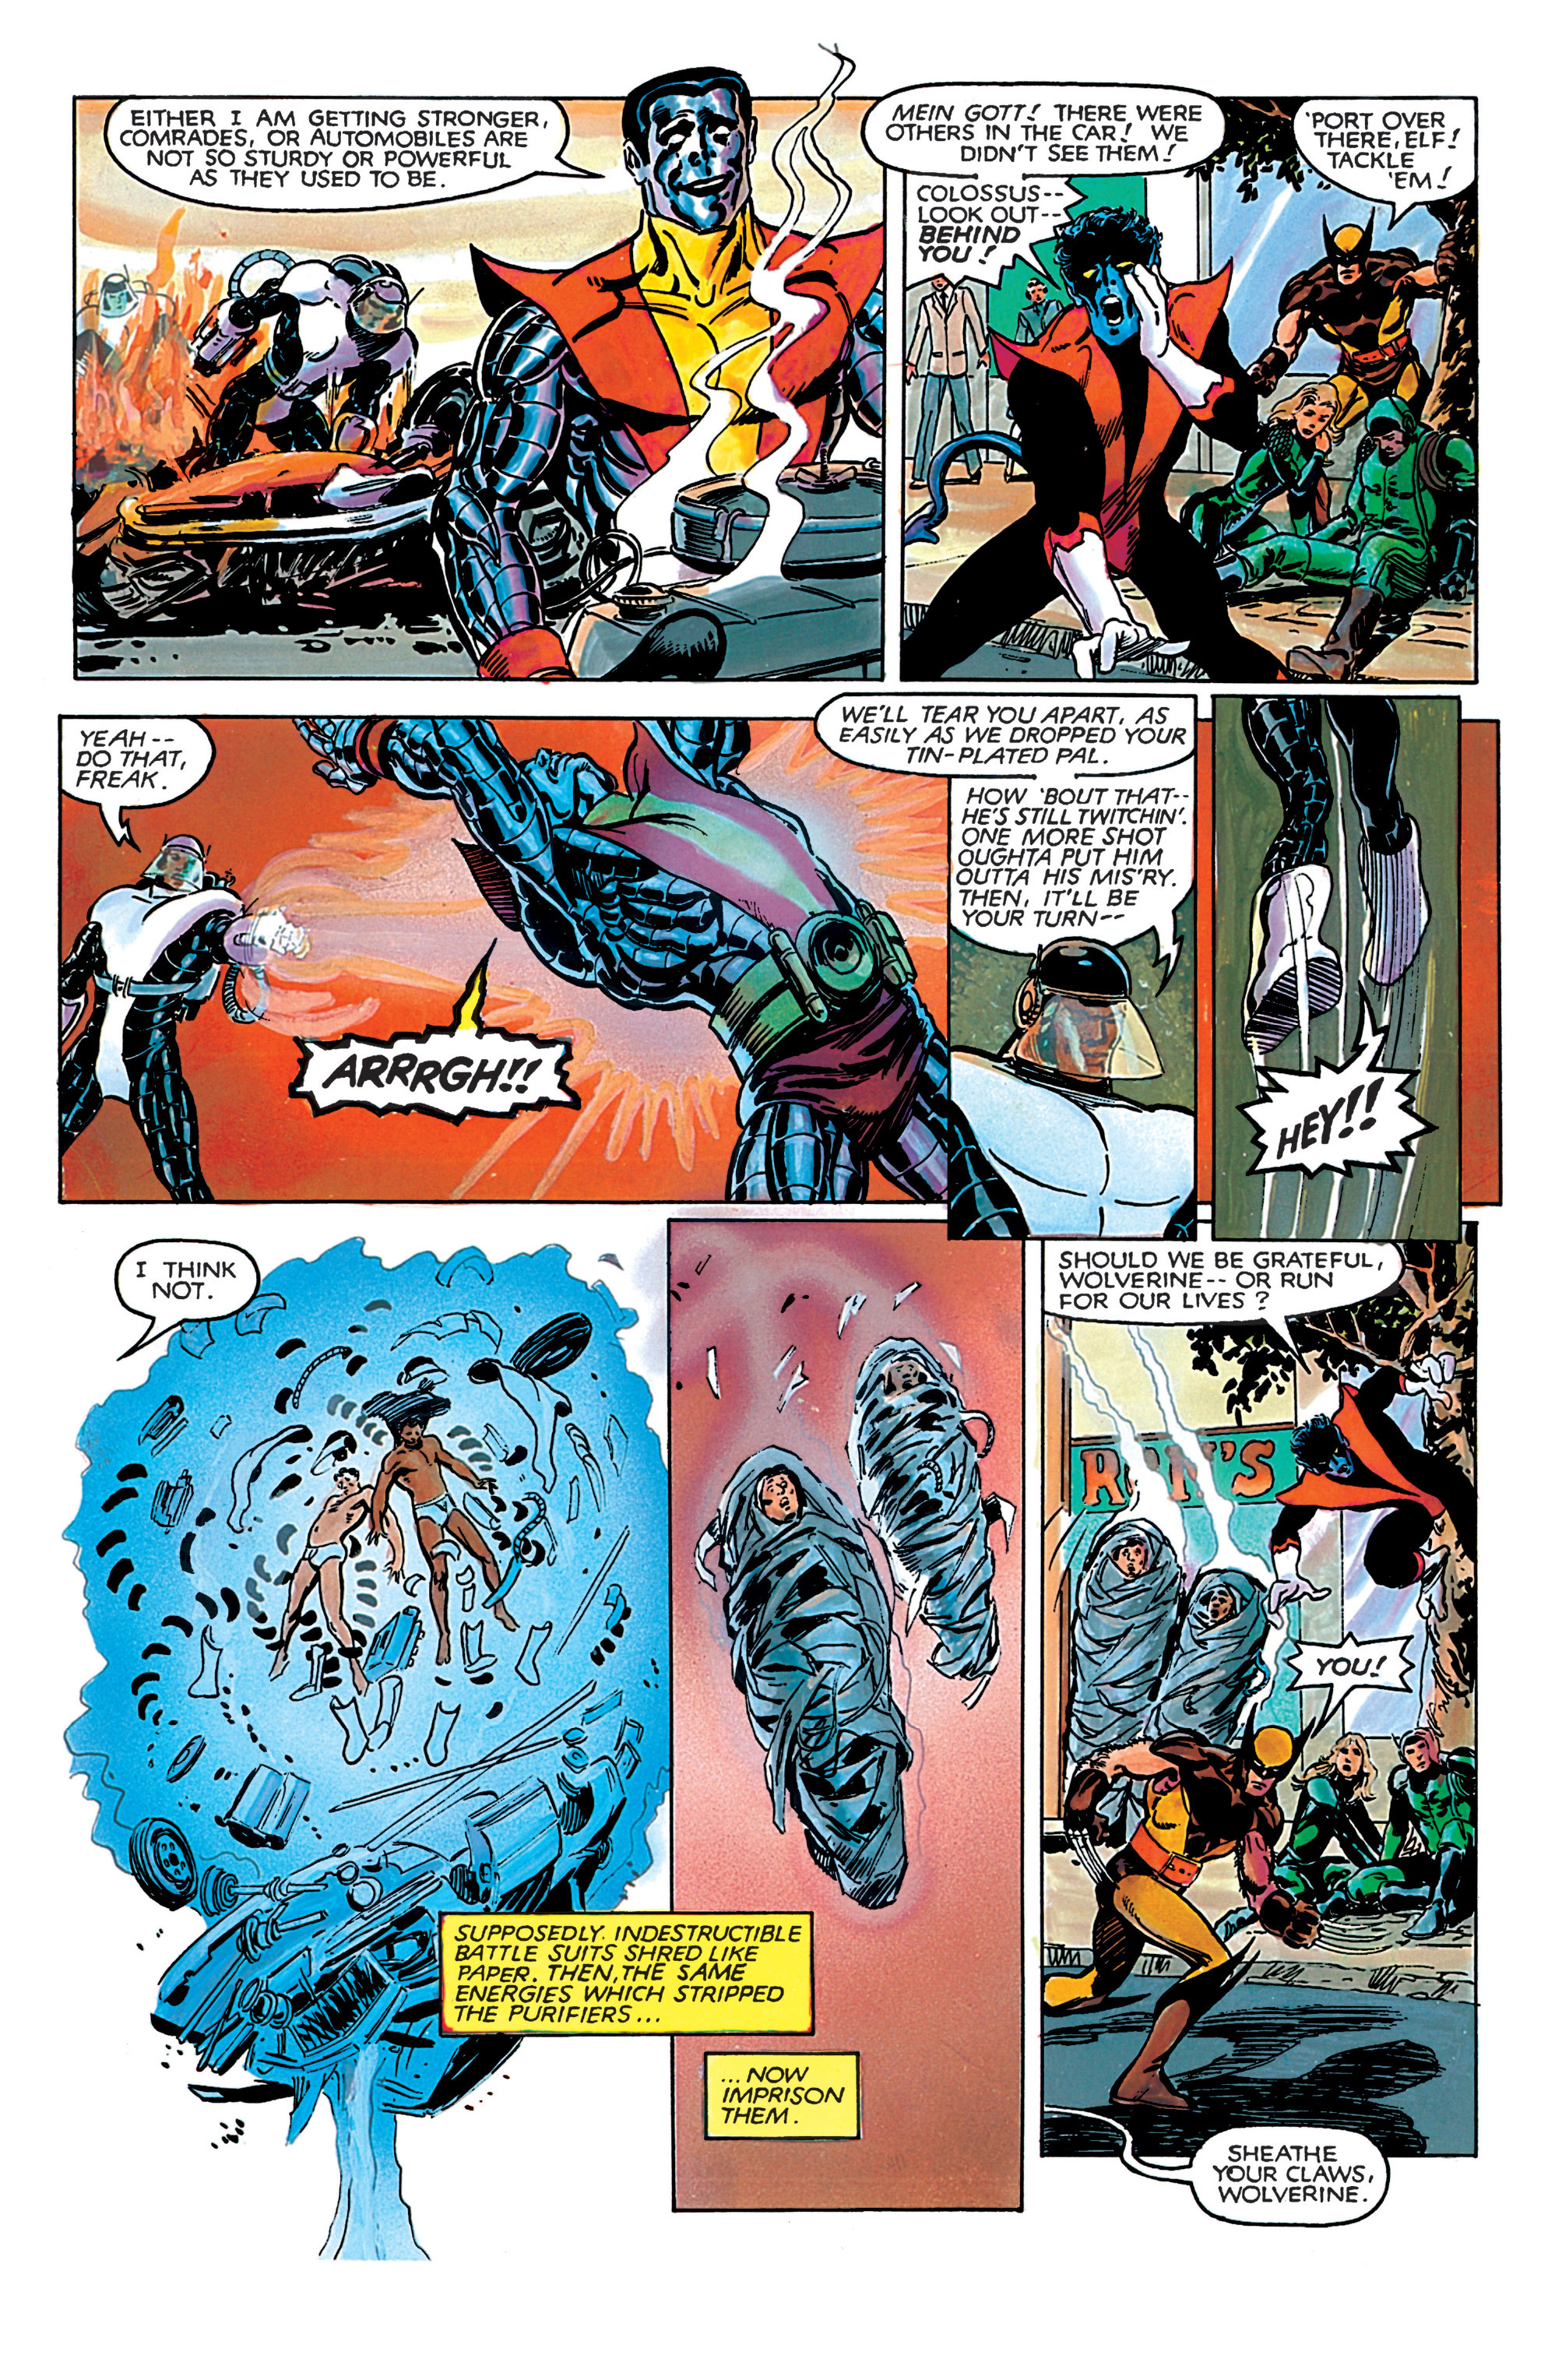 EITHER I AM GETTING STRONGER,
COMRADES, OR AUTOMOBILES ARE
NOT SO STURDY OR POWERFUL
AS THEY USED TO BE.
MEIN GOTT! THERE WERE
OTHERS IN THE CAR! WE
DIDN'T SEE THEM!
COLOSSUS--
LOOK OUT--
BEHIND
YOU!
'PORT OVER
THERE, ELF!
TACKLE
'EM!
YEAH--
DO THAT,
FREAK.
ARRRGH!!
WE'LL TEAR YOU APART, AS
EASILY AS WE DROPPED YOUR
TIN-PLATED PAL.
HOW 'BOUT THAT--
HE'S STILL TWITCHIN'.
ONE MORE SHOT
OUGHTA PUT HIM
OUTTA HIS MIS'RY.
THEN, IT'LL BE
YOUR TURN--
HEY!!
I THINK
NOT.
SUPPOSEDLY INDESTRUCTIBLE
BATTLE SUITS SHRED LIKE
PAPER. THEN, THE SAME
ENERGIES WHICH STRIPPED
THE PURIFIERS...
...NOW
IMPRISON
THEM.
SHOULD WE BE GRATEFUL,
WOLVERINE-- OR RUN
FOR OUR LIVES?
YOU!
SHEATHE
YOUR CLAWS,
WOLVERINE.